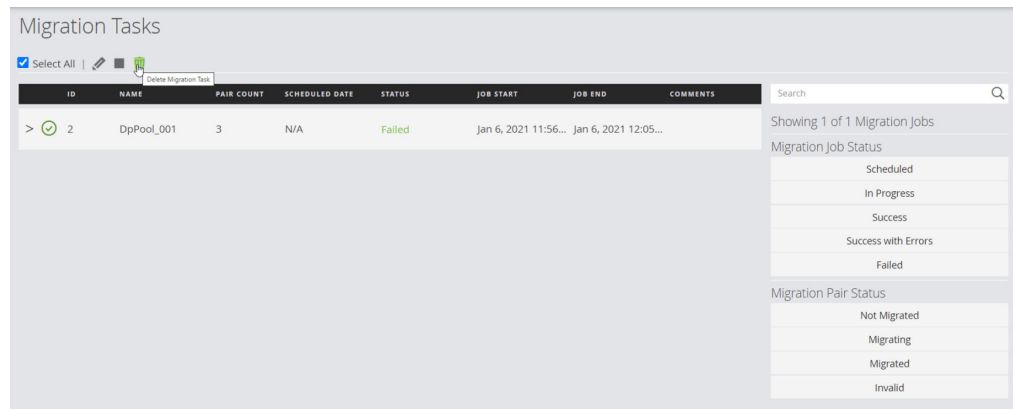 Migration Tasks
Select All |
Delete Migration Task
ID NAME PAIR COUNT SCHEDULED DATE STATUS JOB START JOB END COMMENTS
> 2 DpPool_001 3 N/A Failed Jan 6, 2021 11:56... Jan 6, 2021 12:05...
Search
Showing 1 of 1 Migration Jobs
Migration Job Status
Scheduled
In Progress
Success
Success with Errors
Failed
Migration Pair Status
Not Migrated
Migrating
Migrated
Invalid